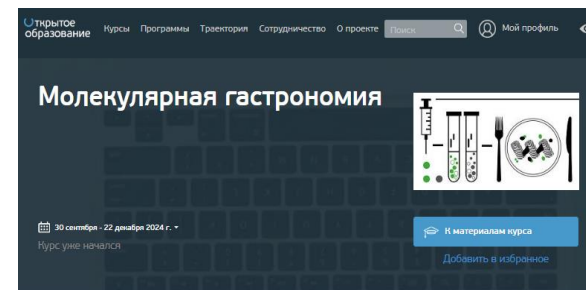 Открытое
образование
Курсы Программы Траектория Сотрудничество О проекте Поиск Мой профиль
Молекулярная гастрономия
30 сентября - 22 декабря 2024 г.
Курс уже начался
К материалам курса
Добавить в избранное